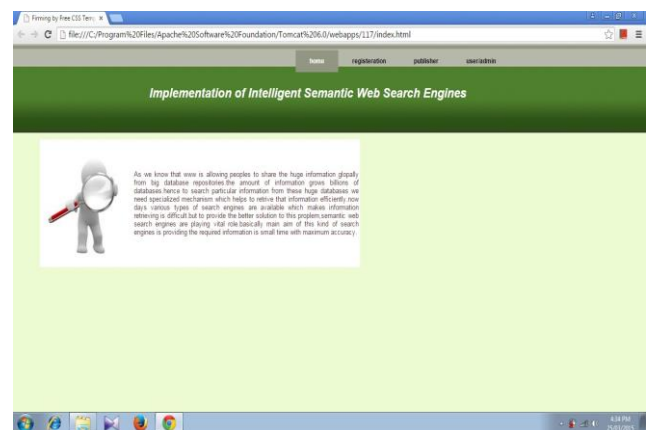 Firming by Free CSS Tem
file:///C:/Program%20Files/Apache%20Software%20Foundation/Tomcat%206.0/webapps/117/index.html
home registeration publisher user/admin
Implementation of Intelligent Semantic Web Search Engines
As we know that www is allowing peoples to share the huge information glopally
from big database repositories.the amount of information grows billions of
databases.hence to search particular information from these huge databases we
need specialized mechanism which helps to retrive that information efficiently.now
days various types of search engines are available which makes information
retrieving is difficult.but to provide the better solution to this proplem.semantic web
search engines are playing vital role.basically main aim of this kind of search
engines is providing the required information is small time with maximum accuracy.
4:24 PM
25/03/2015